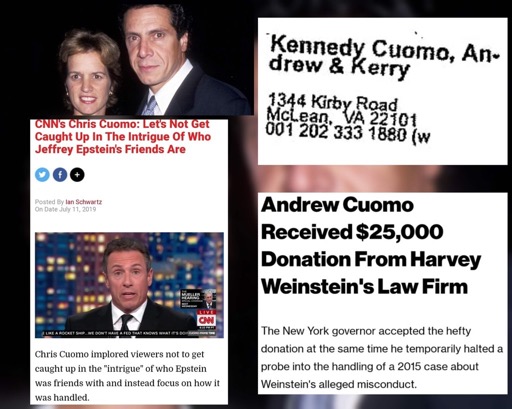 CNN's Chris Cuomo: Let's Not Get
Caught Up In The Intrigue Of Who
Jeffrey Epstein's Friends Are
Posted By Ian Schwartz
On Date July 11, 2019
MUELLER
HEARING
LIVE
CNN
E LIKE A ROCKET SHIP...WE DON'T HAVE A FED THAT KNOWS WHAT IT'S DOI
Chris Cuomo implored viewers not to get
caught up in the "intrigue" of who Epstein
was friends with and instead focus on how it
was handled.
Kennedy Cuomo, An-
drew & Kerry
1344 Kirby Road
McLean, VA 22101
001 202 333 1880 (w
Andrew Cuomo
Received $25,000
Donation From Harvey
Weinstein's Law Firm
The New York governor accepted the hefty
donation at the same time he temporarily halted a
probe into the handling of a 2015 case about
Weinstein's alleged misconduct.